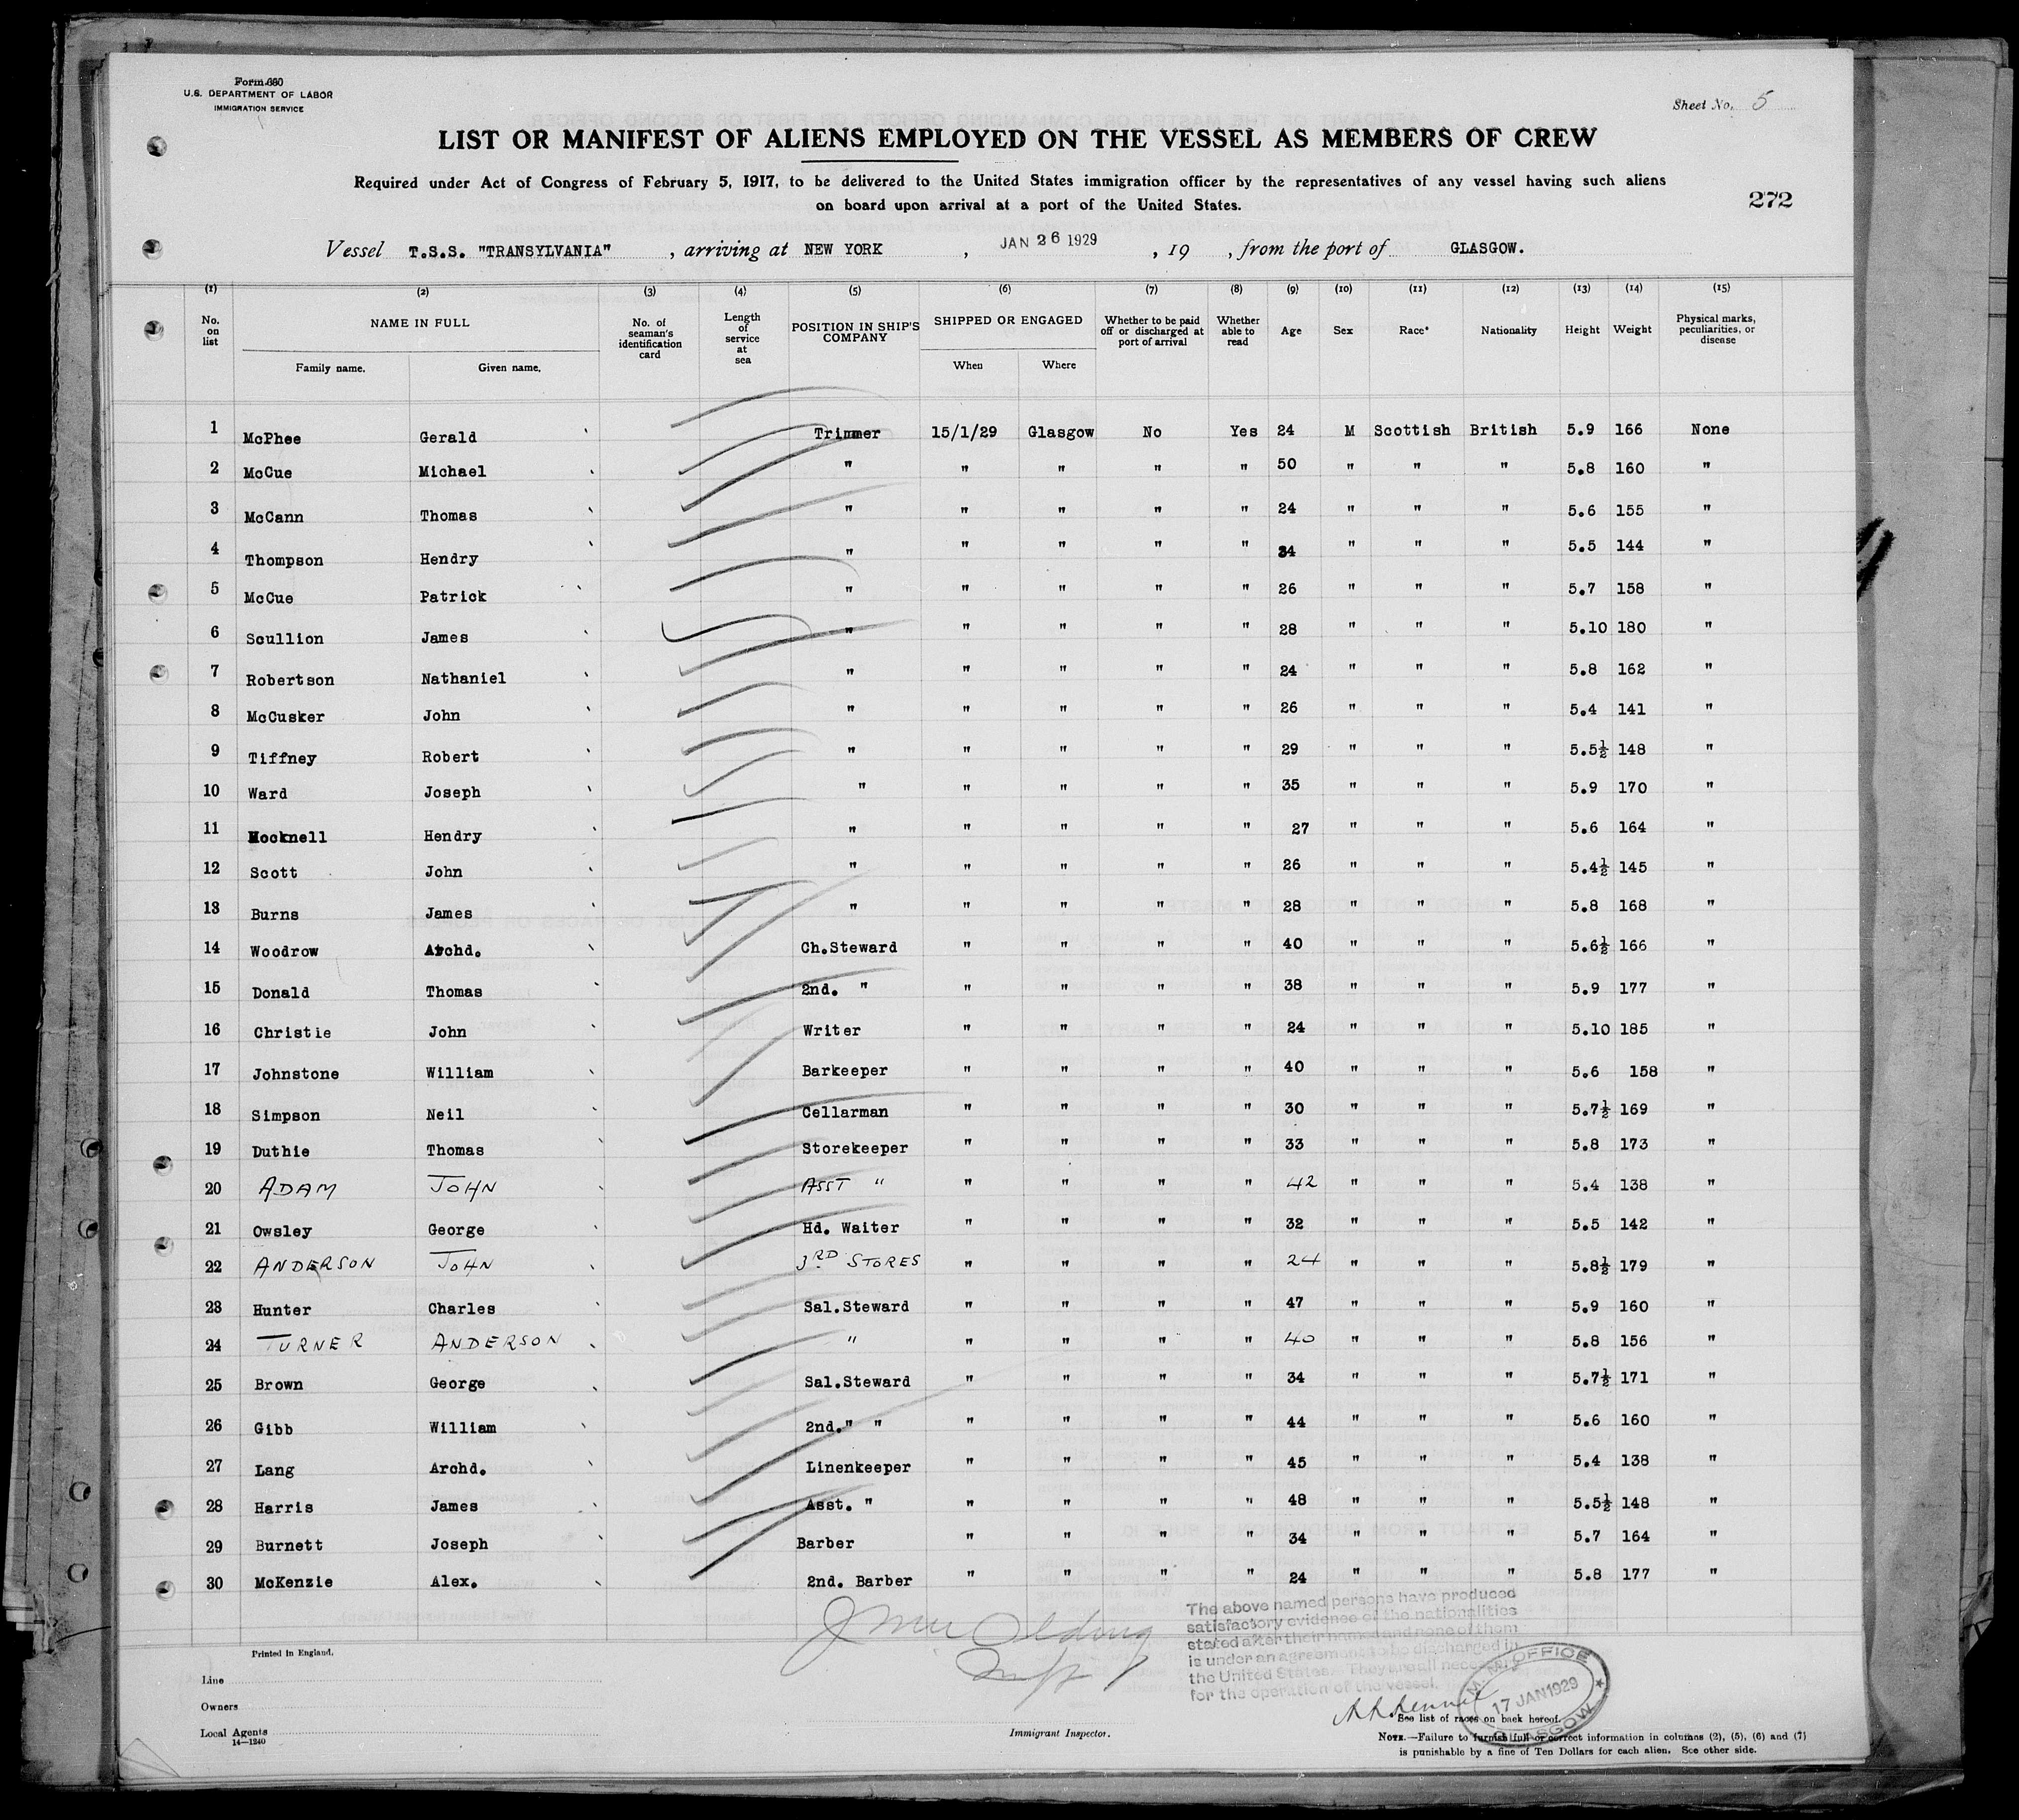 Form 680
U.S. DEPARTMENT OF LABOR
IMMIGRATION SERVICE
Sheet No. 5
LIST OR MANIFEST OF ALIENS EMPLOYED ON THE VESSEL AS MEMBERS OF CREW
Required under Act of Congress of February 5, 1917, to be delivered to the United States immigration officer by the representatives of any vessel having such aliens
on board upon arrival at a port of the United States.
272
Vessel T.S.S. "TRANSYLVANIA" , arriving at NEW YORK , JAN 26 1929 , 19 , from the port of GLASGOW.
(1) (2) (3) (4) (5) (6) (7) (8) (9) (10) (11) (12) (13) (14) (15)
No. on list NAME IN FULL Family name. Given name. No. of seaman's identification card Length of service at sea POSITION IN SHIP'S COMPANY SHIPPED OR ENGAGED When Where Whether to be paid off or discharged at port of arrival Whether able to read Age Sex Race* Nationality Height Weight Physical marks, peculiarities, or disease
1 McPhee Gerald Trimmer 15/1/29 Glasgow No Yes 24 M Scottish British 5.9 166 None
2 McCue Michael " " " " " 50 " " " 5.8 160 "
3 McCann Thomas " " " " " 24 " " " 5.6 155 "
4 Thompson Hendry " " " " " 34 " " " 5.5 144 "
5 McCue Patrick " " " " " 26 " " " 5.7 158 "
6 Scullion James " " " " " 28 " " " 5.10 180 "
7 Robertson Nathaniel " " " " " 24 " " " 5.8 162 "
8 McCusker John " " " " " 26 " " " 5.4 141 "
9 Tiffney Robert " " " " " 29 " " " 5.5½ 148 "
10 Ward Joseph " " " " " 35 " " " 5.9 170 "
11 Hocknell Hendry " " " " " 27 " " " 5.6 164 "
12 Scott John " " " " " 26 " " " 5.4½ 145 "
13 Burns James " " " " " 28 " " " 5.8 168 "
14 Woodrow Archd. Ch.Steward " " " " 40 " " " 5.6½ 166 "
15 Donald Thomas 2nd. " " " " " 38 " " " 5.9 177 "
16 Christie John Writer " " " " 24 " " " 5.10 185 "
17 Johnstone William Barkeeper " " " " 40 " " " 5.6 158 "
18 Simpson Neil Cellarman " " " " 30 " " " 5.7½ 169 "
19 Duthie Thomas Storekeeper " " " " 33 " " " 5.8 173 "
20 ADAM JOHN ASST " " " " " 42 " " " 5.4 138 "
21 Owsley George Hd. Waiter " " " " 32 " " " 5.5 142 "
22 ANDERSON JOHN 3RD STORES " " " " 24 " " " 5.8½ 179 "
23 Hunter Charles Sal.Steward " " " " 47 " " " 5.9 160 "
24 TURNER ANDERSON " " " " " 40 " " " 5.8 156 "
25 Brown George Sal.Steward " " " " 34 " " " 5.7½ 171 "
26 Gibb William 2nd." " " " " " 44 " " " 5.6 160 "
27 Lang Archd. Linenkeeper " " " " 45 " " " 5.4 138 "
28 Harris James Asst. " " " " " 48 " " " 5.5½ 148 "
29 Burnett Joseph Barber " " " " 34 " " " 5.7 164 "
30 McKenzie Alex. 2nd. Barber " " " " 24 " " " 5.8 177 "
The above named persons have produced
satisfactory evidence of the nationalities
stated after their names and none of them
is under an agreement to be discharged in
the United States. They are all necessary
for the operation of the vessel.
OFFICE
17 JAN 1929
GLASGOW
Printed in England.
Line
Owners
Local Agents
14—1240
Immigrant Inspector.
*See list of races on back hereof.
NOTE.—Failure to furnish full or correct information in columns (2), (5), (6) and (7)
is punishable by a fine of Ten Dollars for each alien. See other side.